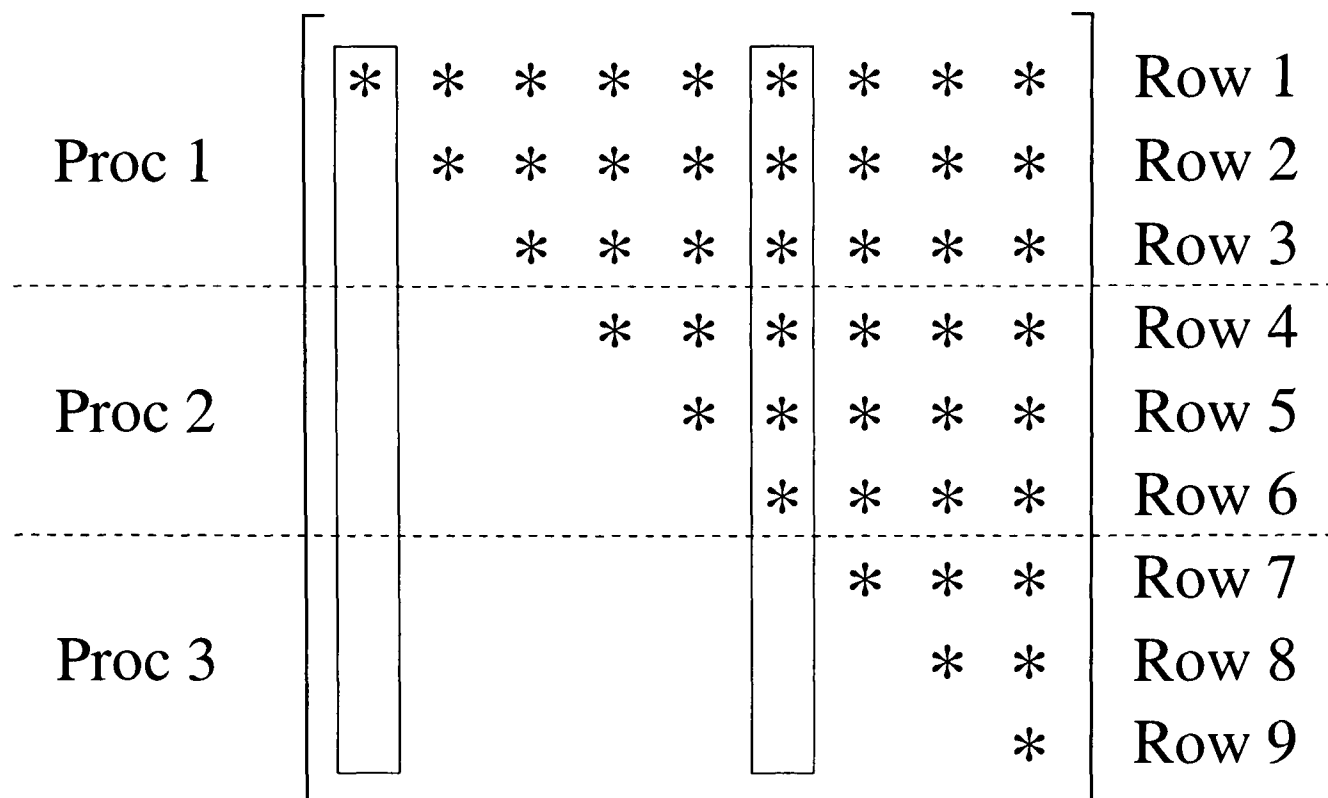 * * * * * * * * * Row 1
Proc 1 * * * * * * * * Row 2
* * * * * * * Row 3
* * * * * * Row 4
Proc 2 * * * * * Row 5
* * * * Row 6
* * * Row 7
Proc 3 * * Row 8
* Row 9